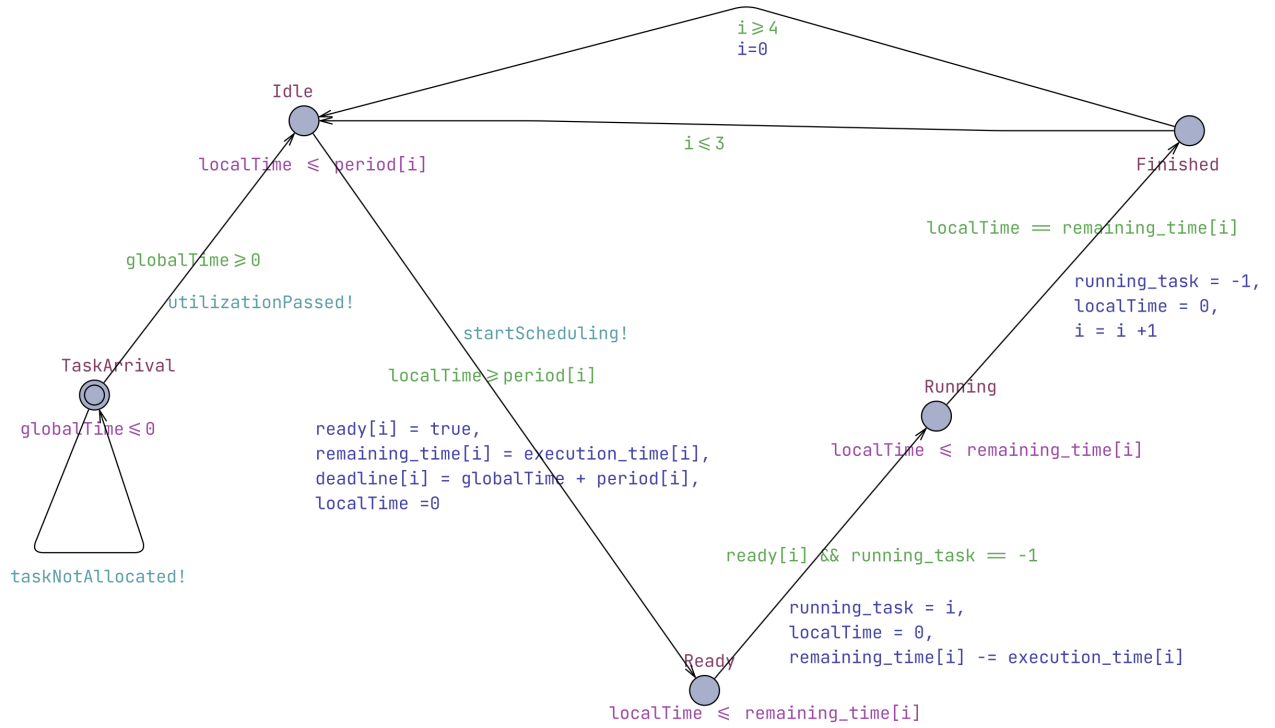 i ≥ 4
i=0
Idle
i ≤ 3
localTime ≤ period[i]
Finished
localTime == remaining_time[i]
globalTime ≥ 0
running_task = -1,
utilizationPassed!
localTime = 0,
i = i +1
startScheduling!
TaskArrival
localTime ≥ period[i]
Running
globalTime ≤ 0
ready[i] = true,
remaining_time[i] = execution_time[i],
deadline[i] = globalTime + period[i],
localTime =0
localTime ≤ remaining_time[i]
taskNotAllocated!
ready[i] && running_task == -1
running_task = i,
localTime = 0,
remaining_time[i] -= execution_time[i]
Ready
localTime ≤ remaining_time[i]